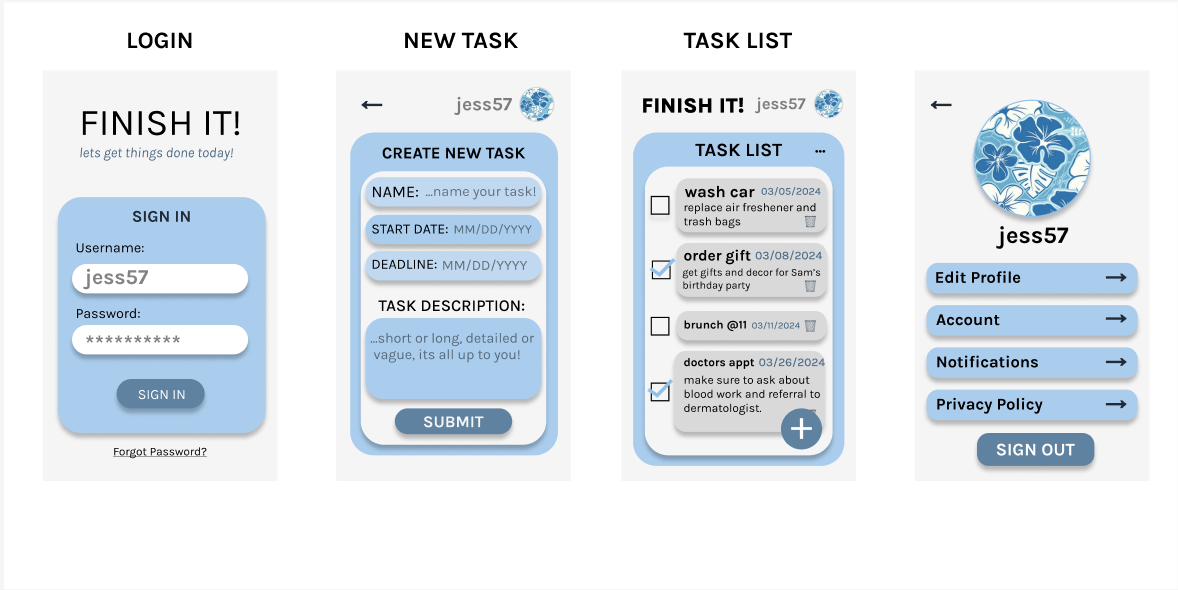 LOGIN
FINISH IT!
lets get things done today!
SIGN IN
Username:
jess57
Password:
**********
SIGN IN
Forgot Password?
NEW TASK
jess57
CREATE NEW TASK
NAME: ...name your task!
START DATE: MM/DD/YYYY
DEADLINE: MM/DD/YYYY
TASK DESCRIPTION:
...short or long, detailed or
vague, its all up to you!
SUBMIT
TASK LIST
FINISH IT! jess57
TASK LIST ...
wash car 03/05/2024
replace air freshener and
trash bags
order gift 03/08/2024
get gifts and decor for Sam's
birthday party
brunch @11 03/11/2024
doctors appt 03/26/2024
make sure to ask about
blood work and referral to
dermatologist.
+
jess57
Edit Profile
Account
Notifications
Privacy Policy
SIGN OUT